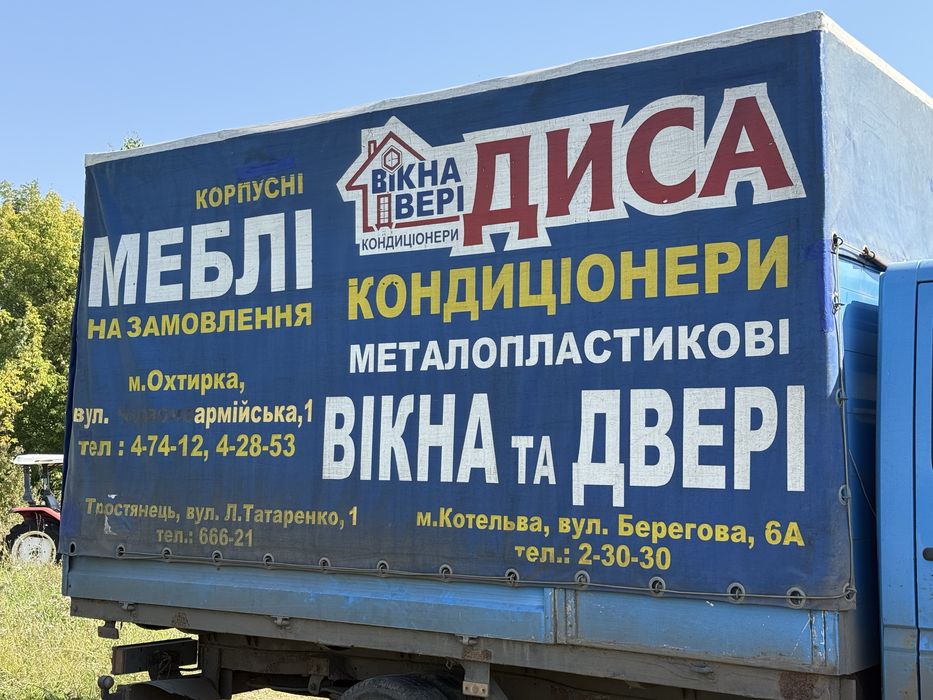 КОРПУСНІ
МЕБЛІ
НА ЗАМОВЛЕННЯ
м.Охтирка,
вул. Червоноармійська,1
тел : 4-74-12, 4-28-53
Тростянець, вул. Л.Татаренко, 1
тел.: 666-21
ВІКНА
ДВЕРІ
КОНДИЦІОНЕРИ
ДИСА
КОНДИЦІОНЕРИ
МЕТАЛОПЛАСТИКОВІ
ВІКНА ТА ДВЕРІ
м.Котельва, вул. Берегова, 6А
тел.: 2-30-30